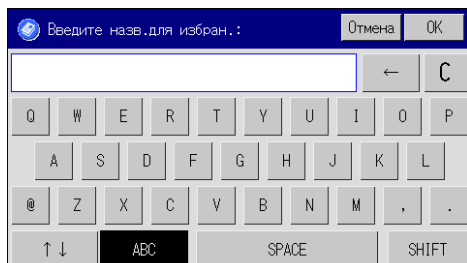 Введите назв.для избран.: Отмена OK
← C
Q W E R T Y U I O P
A S D F G H J K L
@ Z X C V B N M , .
↑↓ ABC SPACE SHIFT